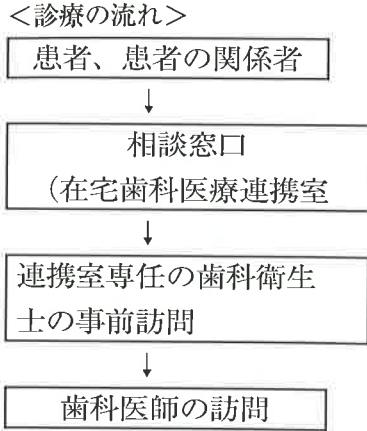 ＜診療の流れ＞
患者、患者の関係者
↓
相談窓口
（在宅歯科医療連携室
↓
連携室専任の歯科衛生
士の事前訪問
↓
歯科医師の訪問